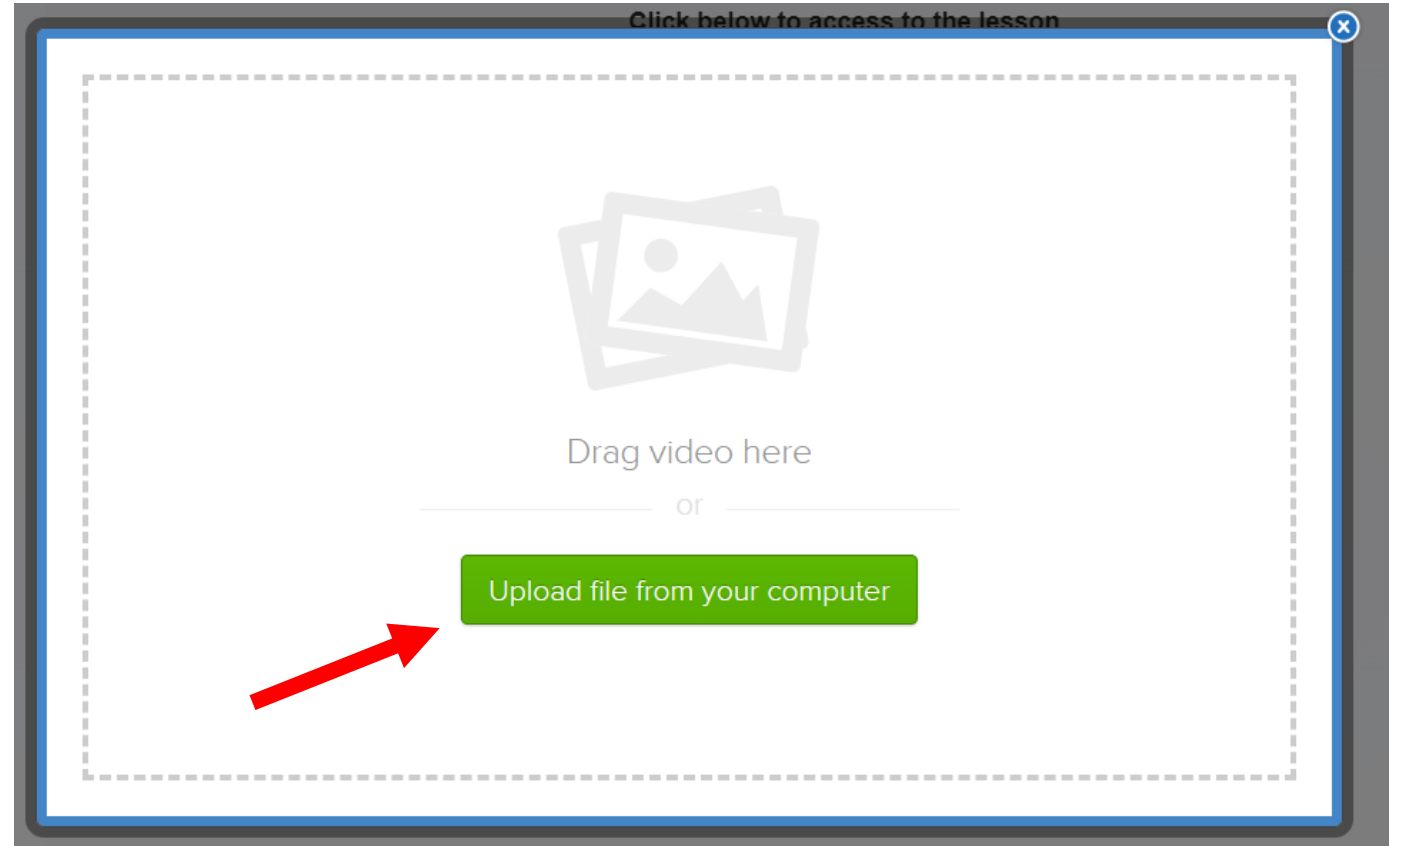 Click below to access to the lesson
Drag video here
or
Upload file from your computer